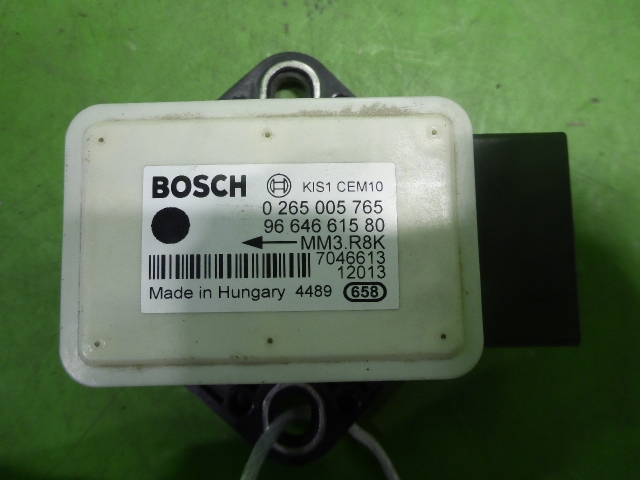 BOSCH KIS1 CEM10
0 265 005 765
96 646 615 80
MM3.R8K
7046613
12013
Made in Hungary 4489 658